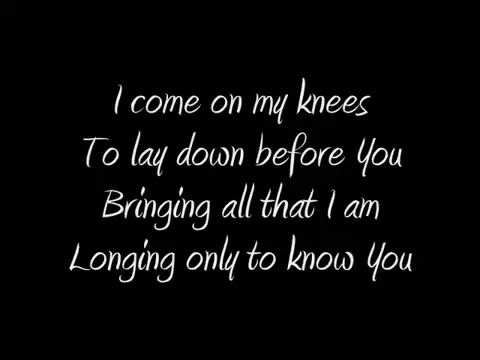 I come on my knees
To lay down before You
Bringing all that I am
Longing only to know You